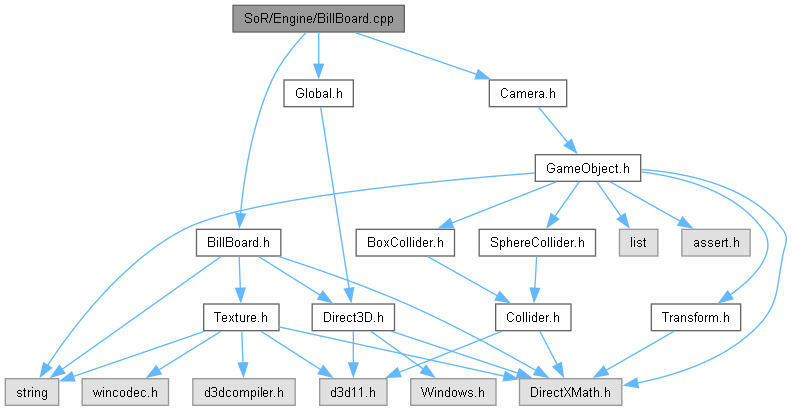 SoR/Engine/BillBoard.cpp
Global.h
Camera.h
GameObject.h
BillBoard.h
BoxCollider.h
SphereCollider.h
list
assert.h
Texture.h
Direct3D.h
Collider.h
Transform.h
string
wincodec.h
d3dcompiler.h
d3d11.h
Windows.h
DirectXMath.h